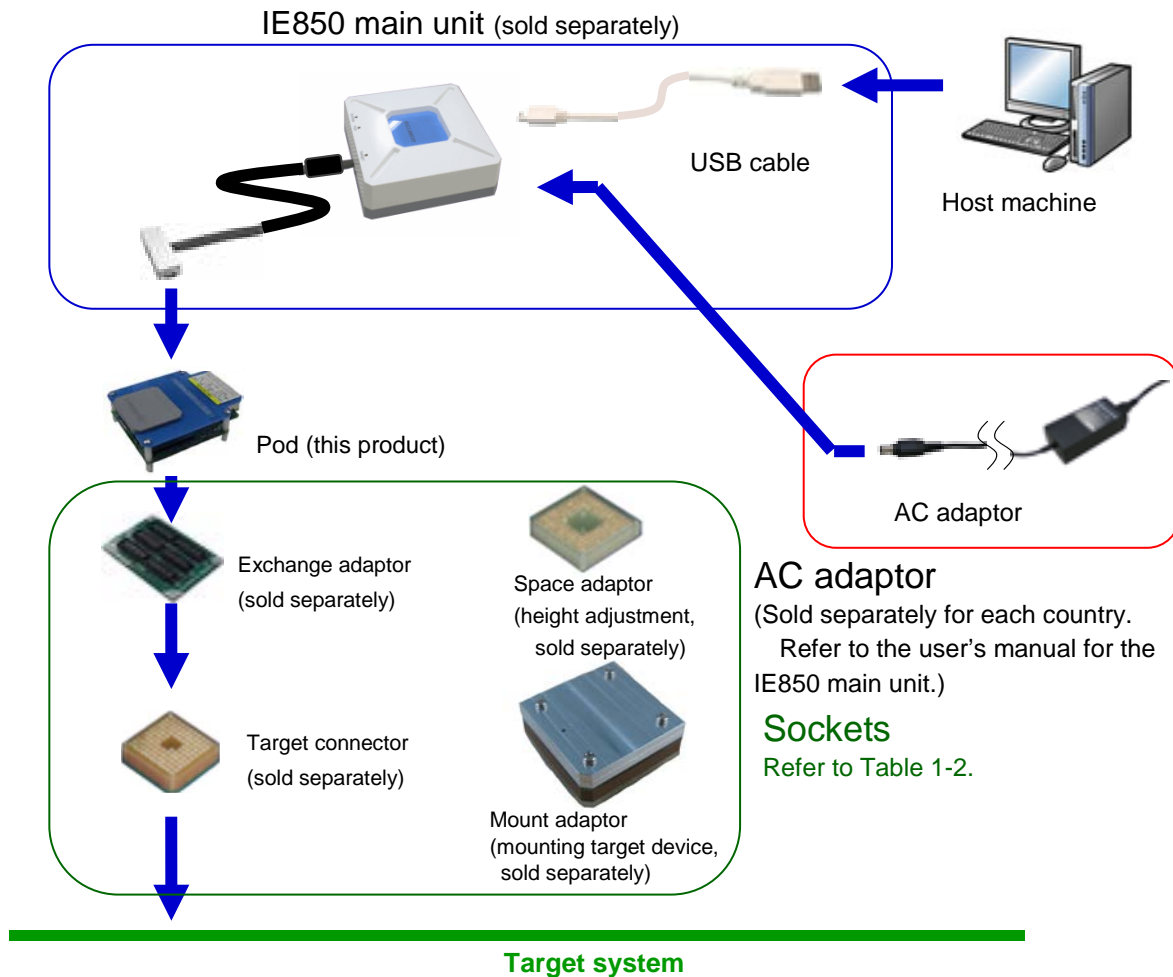 IE850 main unit (sold separately)
USB cable
Host machine
Pod (this product)
AC adaptor
Exchange adaptor
(sold separately)
Space adaptor
(height adjustment,
sold separately)
AC adaptor
(Sold separately for each country.
Refer to the user's manual for the
IE850 main unit.)
Sockets
Refer to Table 1-2.
Target connector
(sold separately)
Mount adaptor
(mounting target device,
sold separately)
Target system